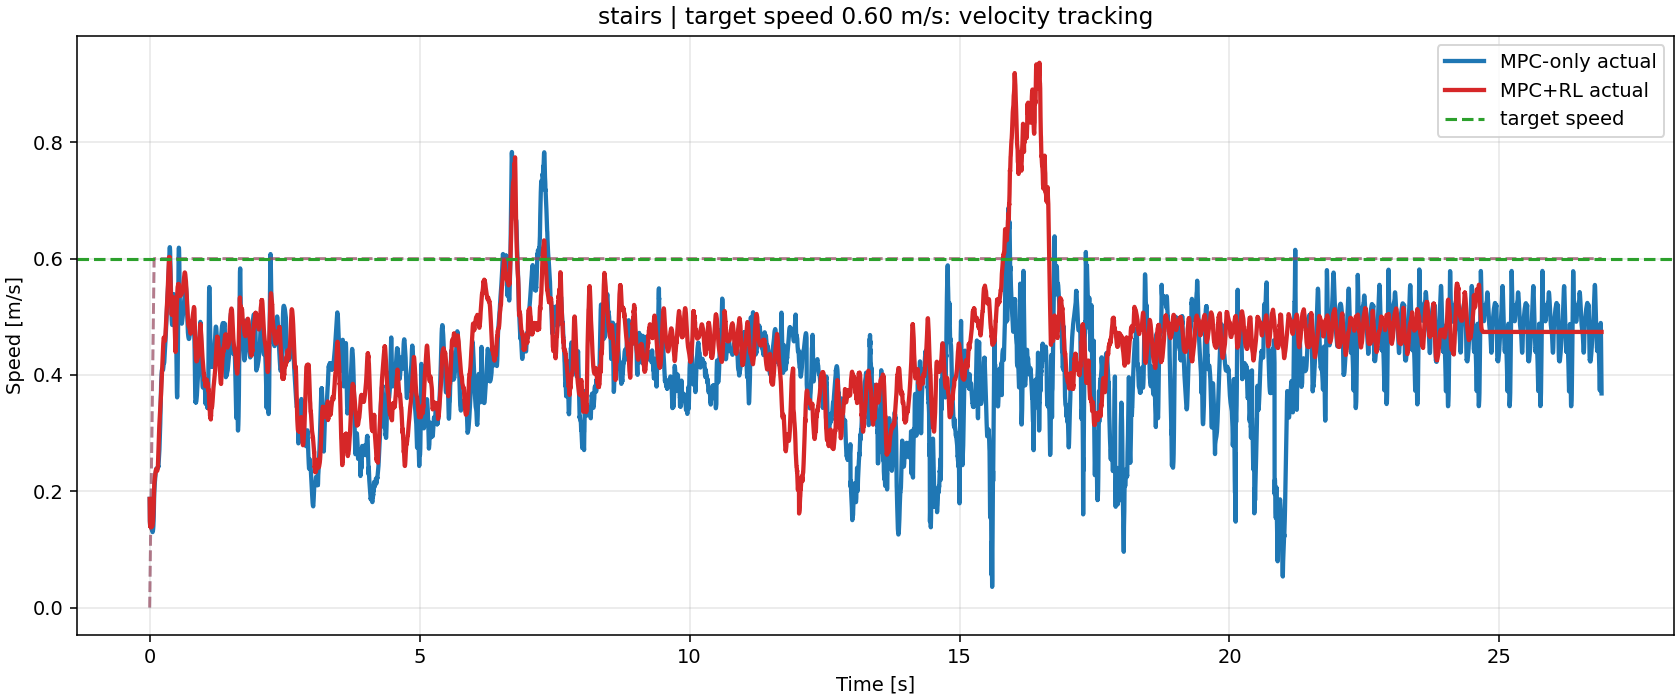 stairs | target speed 0.60 m/s: velocity tracking
MPC-only actual
MPC+RL actual
target speed
Speed [m/s]
0.8
0.6
0.4
0.2
0.0
0 5 10 15 20 25
Time [s]